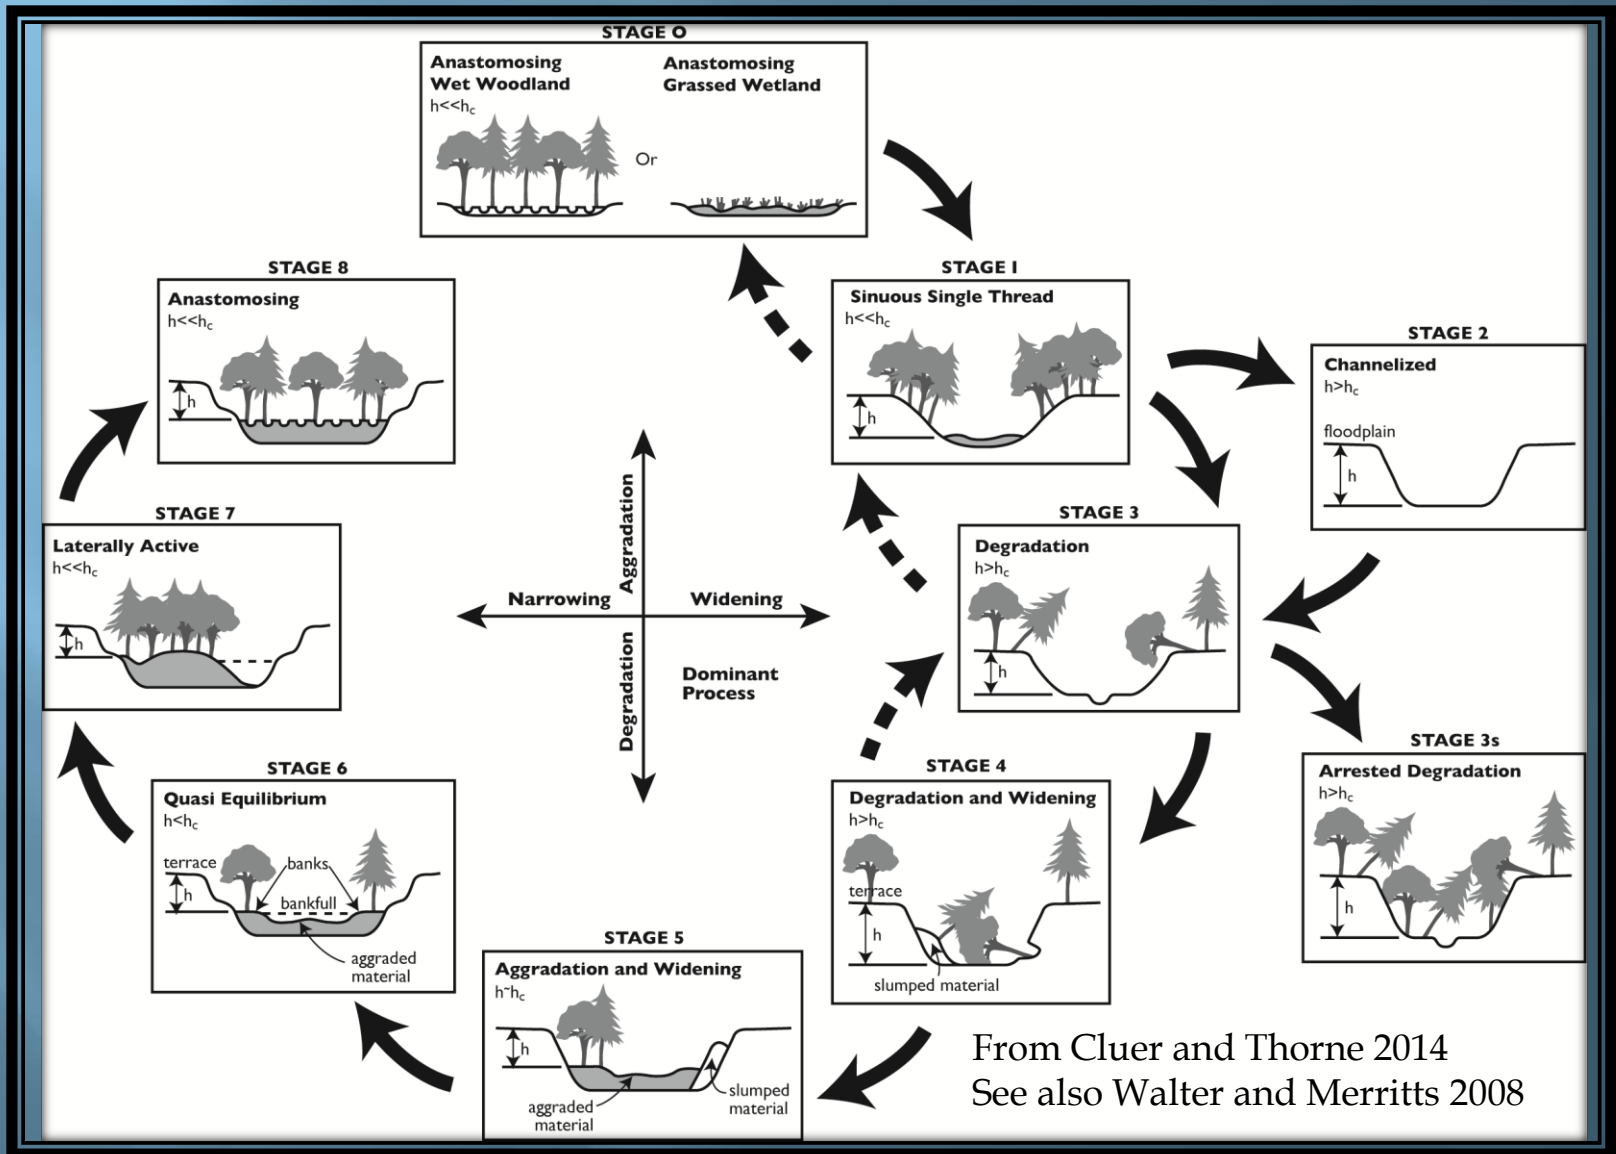 STAGE 0
Anastomosing
Wet Woodland
h<<hc
Or
Anastomosing
Grassed Wetland
STAGE 1
Sinuous Single Thread
h<<hc
h
STAGE 2
Channelized
h>hc
floodplain
h
STAGE 3
Degradation
h>hc
h
STAGE 3s
Arrested Degradation
h>hc
h
STAGE 4
Degradation and Widening
h>hc
terrace
h
slumped material
STAGE 5
Aggradation and Widening
h~hc
h
aggraded
material
slumped
material
STAGE 6
Quasi Equilibrium
h<hc
terrace
banks
h
bankfull
aggraded
material
STAGE 7
Laterally Active
h<<hc
h
STAGE 8
Anastomosing
h<<hc
h
Aggradation
Narrowing
Widening
Degradation
Dominant
Process
From Cluer and Thorne 2014
See also Walter and Merritts 2008